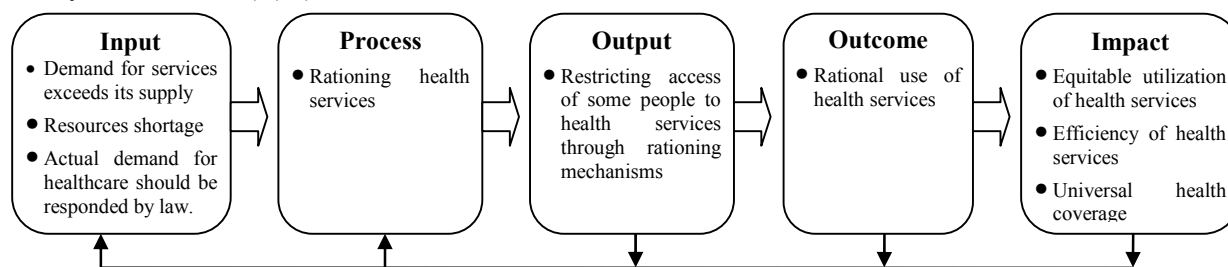 Input
• Demand for services
exceeds its supply
• Resources shortage
• Actual demand for
healthcare should be
responded by law.
Process
• Rationing health
services
Output
• Restricting access
of some people to
health services
through rationing
mechanisms
Outcome
• Rational use of
health services
Impact
• Equitable utilization
of health services
• Efficiency of health
services
• Universal health
coverage